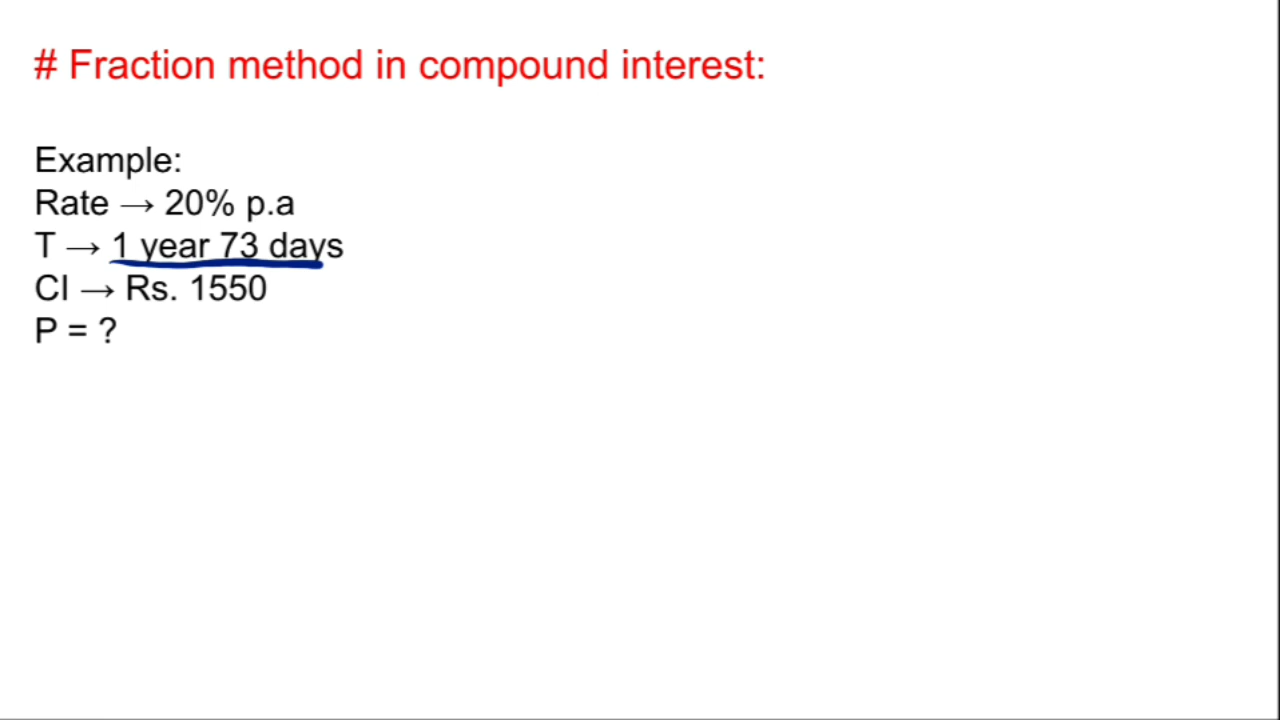 # Fraction method in compound interest:
Example:
Rate → 20% p.a
T → 1 year 73 days
CI → Rs. 1550
P = ?